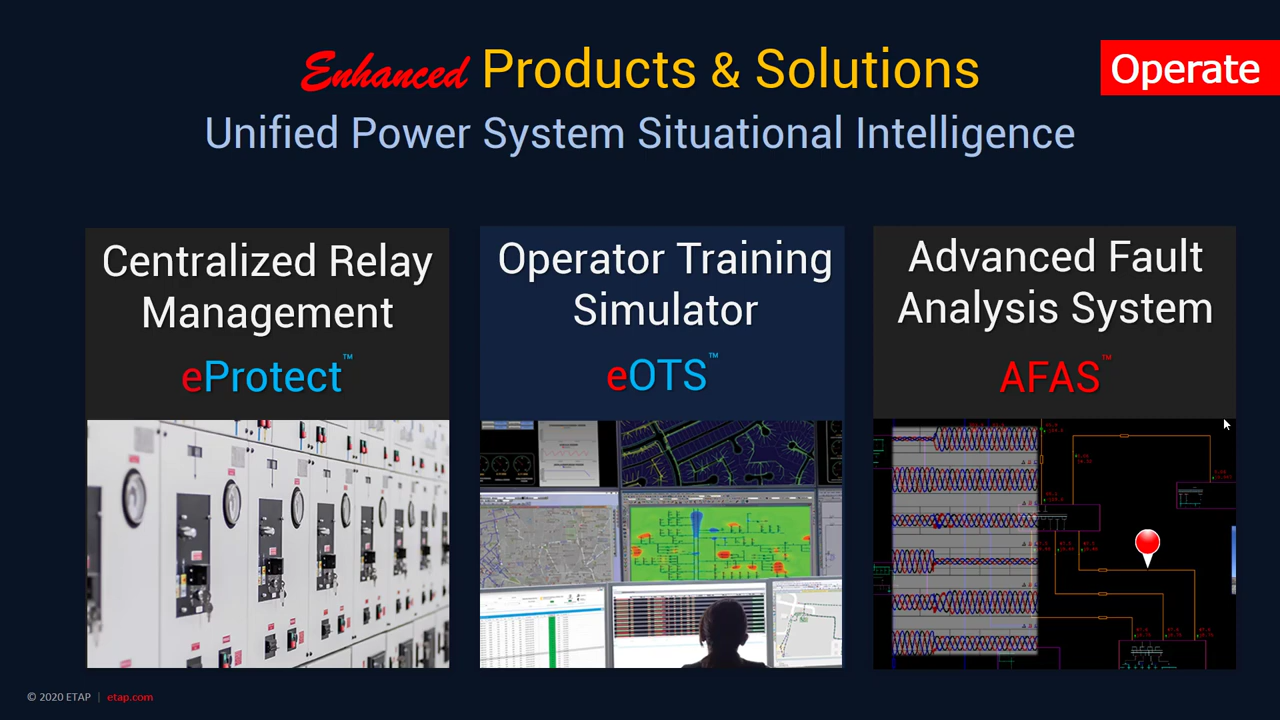 Enhanced Products & Solutions
Operate
Unified Power System Situational Intelligence
Centralized Relay
Management
eProtect™
Operator Training
Simulator
eOTS™
Advanced Fault
Analysis System
AFAS™
© 2020 ETAP | etap.com